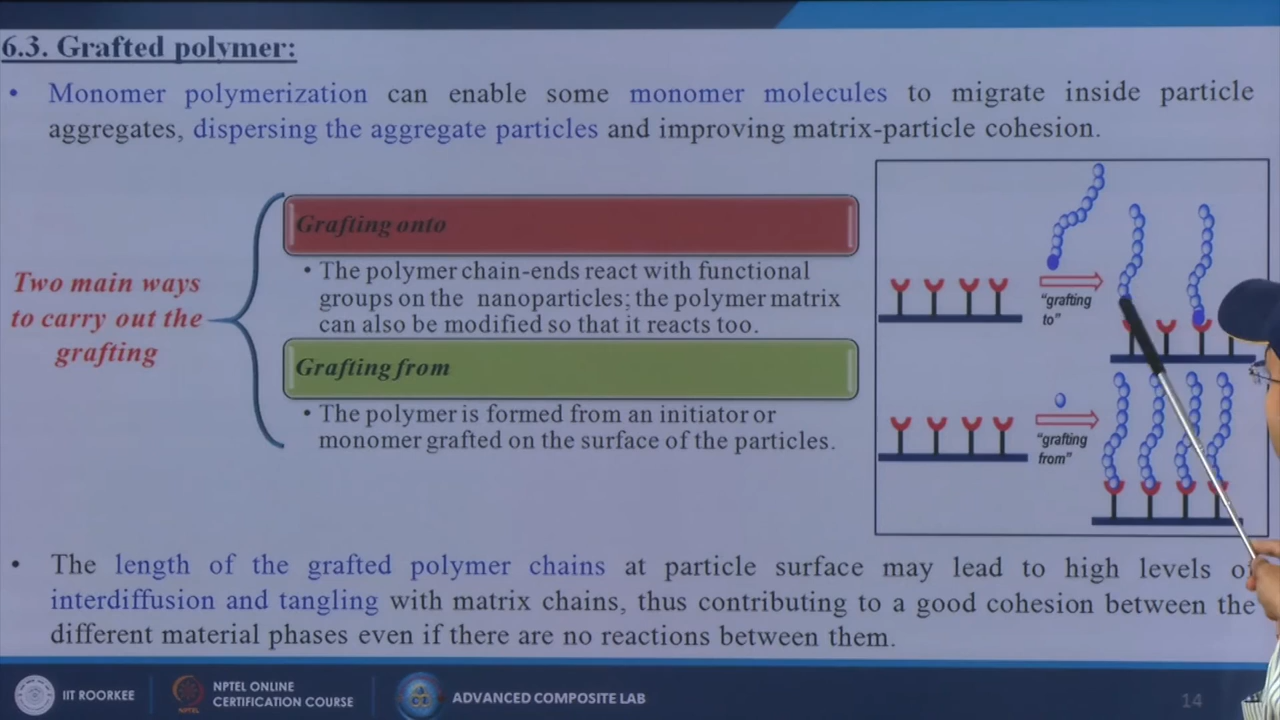 6.3. Grafted polymer:
• Monomer polymerization can enable some monomer molecules to migrate inside particle
aggregates, dispersing the aggregate particles and improving matrix-particle cohesion.
Two main ways
to carry out the
grafting
Grafting onto
• The polymer chain-ends react with functional
groups on the nanoparticles; the polymer matrix
can also be modified so that it reacts too.
Grafting from
• The polymer is formed from an initiator or
monomer grafted on the surface of the particles.
"grafting
to"
"grafting
from"
• The length of the grafted polymer chains at particle surface may lead to high levels of
interdiffusion and tangling with matrix chains, thus contributing to a good cohesion between the
different material phases even if there are no reactions between them.
IIT ROORKEE
NPTEL
NPTEL ONLINE
CERTIFICATION COURSE
ADVANCED COMPOSITE LAB
14